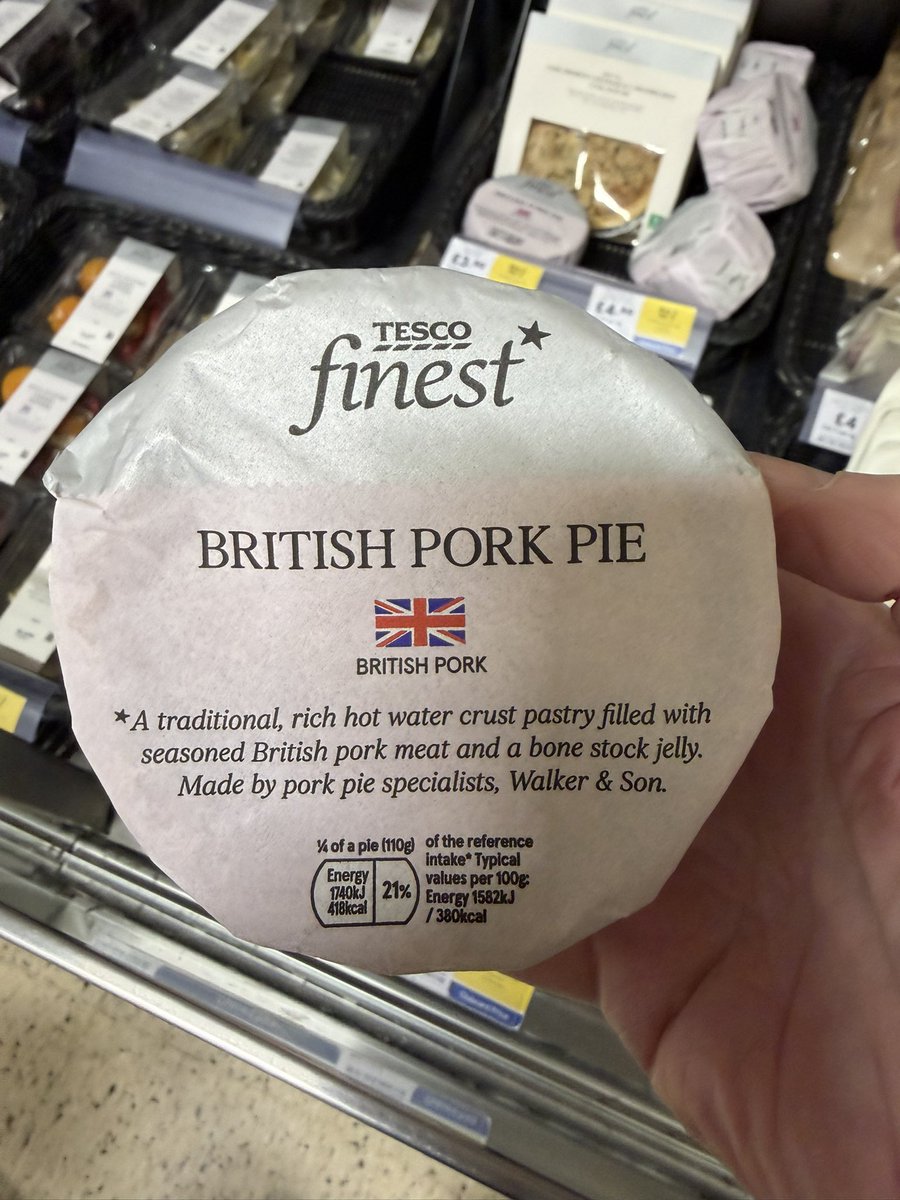 TESCO
finest*
BRITISH PORK PIE
BRITISH PORK
*A traditional, rich hot water crust pastry filled with
seasoned British pork meat and a bone stock jelly.
Made by pork pie specialists, Walker & Son.
¼ of a pie (110g)
Energy
1740kJ
418kcal
21%
of the reference
intake* Typical
values per 100g:
Energy 1582kJ
/ 380kcal